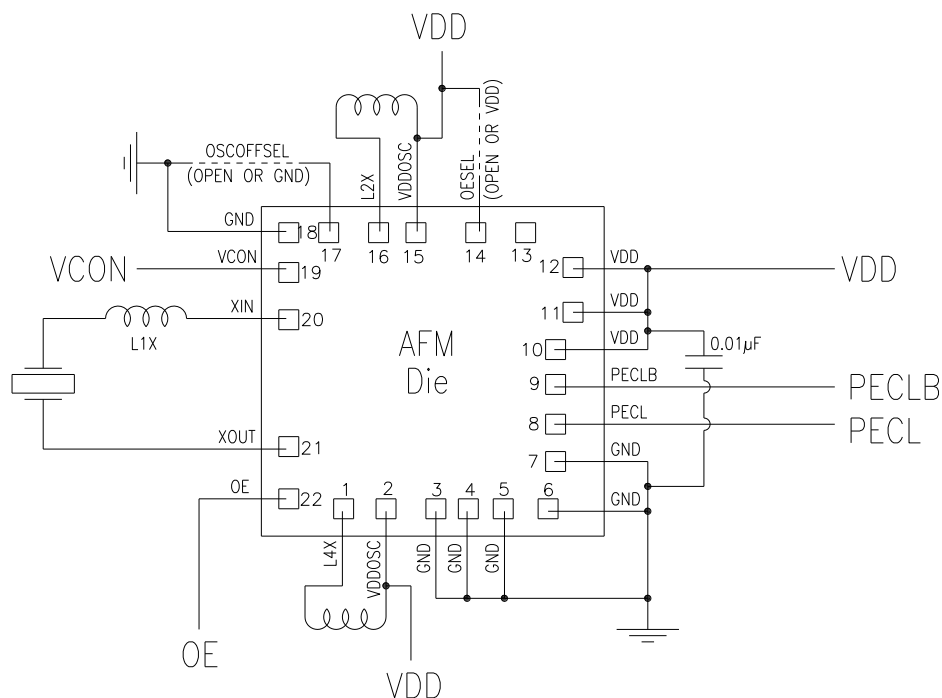 VDD
OSCOFFSEL
(OPEN OR GND)
L2X
VDDOSC
OESEL
(OPEN OR VDD)
GND
18
17
16
15
14
13
VCON
VCON
19
12
VDD
VDD
XIN
20
11
VDD
L1X
AFM
Die
10
VDD
0.01µF
9
PECLB
PECLB
8
PECL
PECL
XOUT
21
7
GND
OE
22
1
2
3
4
5
6
GND
L4X
VDDOSC
GND
GND
GND
OE
VDD